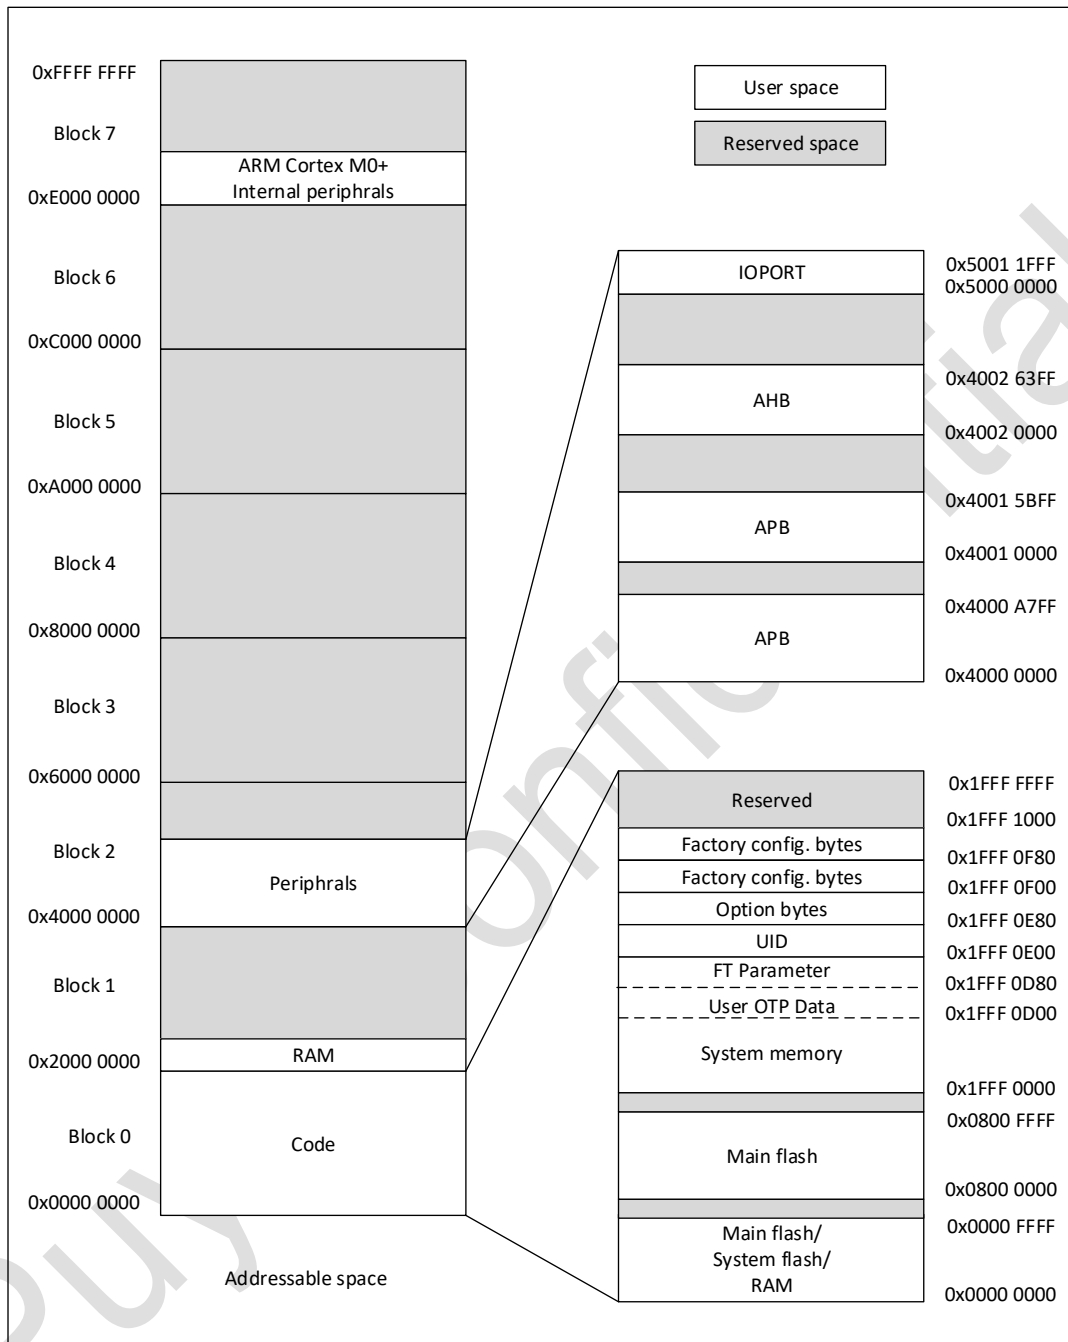 0xFFFF FFFF
Block 7
ARM Cortex M0+
Internal periphrals
0xE000 0000
Block 6
0xC000 0000
Block 5
0xA000 0000
Block 4
0x8000 0000
Block 3
0x6000 0000
Block 2
Periphrals
0x4000 0000
Block 1
0x2000 0000
RAM
Block 0
Code
0x0000 0000
Addressable space
User space
Reserved space
IOPORT
0x5001 1FFF
0x5000 0000
0x4002 63FF
AHB
0x4002 0000
0x4001 5BFF
APB
0x4001 0000
0x4000 A7FF
APB
0x4000 0000
0x1FFF FFFF
Reserved
0x1FFF 1000
Factory config. bytes
0x1FFF 0F80
Factory config. bytes
0x1FFF 0F00
Option bytes
0x1FFF 0E80
UID
0x1FFF 0E00
FT Parameter
0x1FFF 0D80
User OTP Data
0x1FFF 0D00
System memory
0x1FFF 0000
0x0800 FFFF
Main flash
0x0800 0000
0x0000 FFFF
Main flash/
System flash/
RAM
0x0000 0000